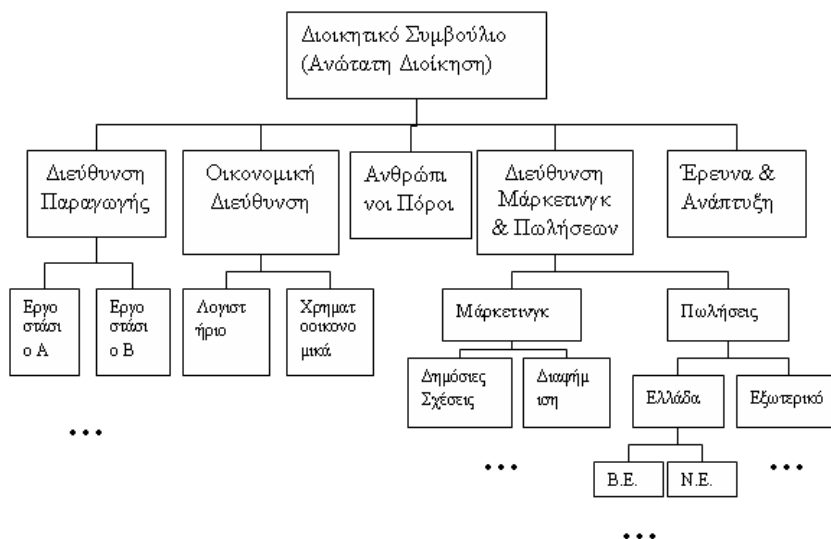 Διοικητικό Συμβούλιο
(Ανώτατη Διοίκηση)
Διεύθυνση
Παραγωγής
Οικονομική
Διεύθυνση
Ανθρώπι
νοι Πόροι
Διεύθυνση
Μάρκετινγκ
& Πωλήσεων
Έρευνα &
Ανάπτυξη
Εργο
στάσι
ο Α
Εργο
στάσι
ο Β
Λογιστ
ήριο
Χρηματ
οοικονο
μικά
Μάρκετινγκ
Πωλήσεις
Δημόσιες
Σχέσεις
Διαφήμ
ιση
Ελλάδα
Εξωτερικό
...
...
...
Β.Ε.
Ν.Ε.
...